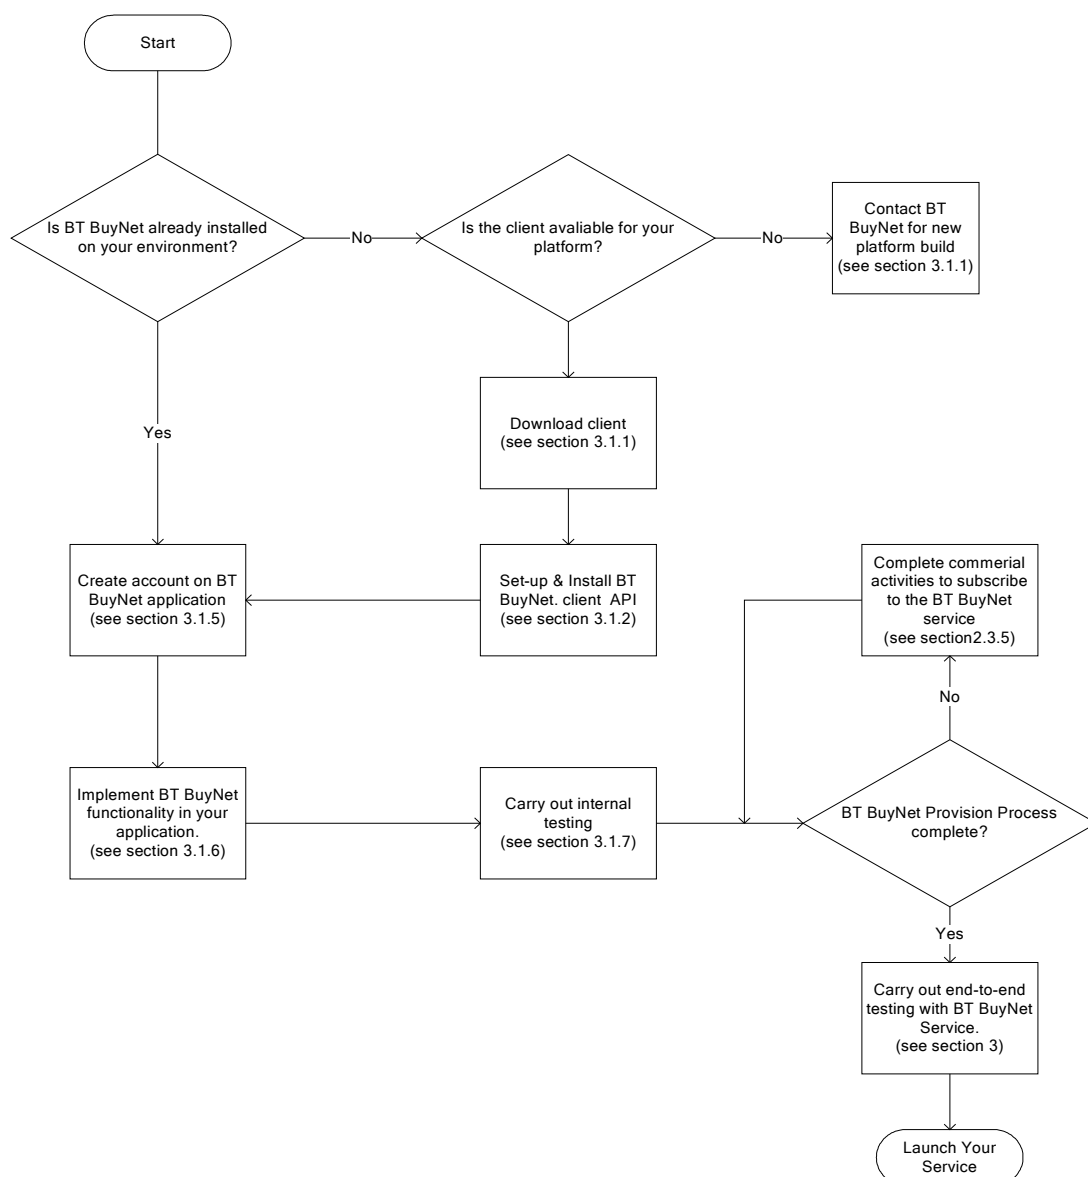 Start
Is BT BuyNet already installed
on your environment?
No
Is the client avaliable for your
platform?
No
Contact BT
BuyNet for new
platform build
(see section 3.1.1)
Yes
Download client
(see section 3.1.1)
Create account on BT
BuyNet application
(see section 3.1.5)
Set-up & Install BT
BuyNet. client  API
(see section 3.1.2)
Complete commerial
activities to subscribe
to the BT BuyNet
service
(see section2.3.5)
No
Implement BT BuyNet
functionality in your
application.
(see section 3.1.6)
Carry out internal
testing
(see section 3.1.7)
BT BuyNet Provision Process
complete?
Yes
Carry out end-to-end
testing with BT BuyNet
Service.
(see section 3)
Launch Your
Service